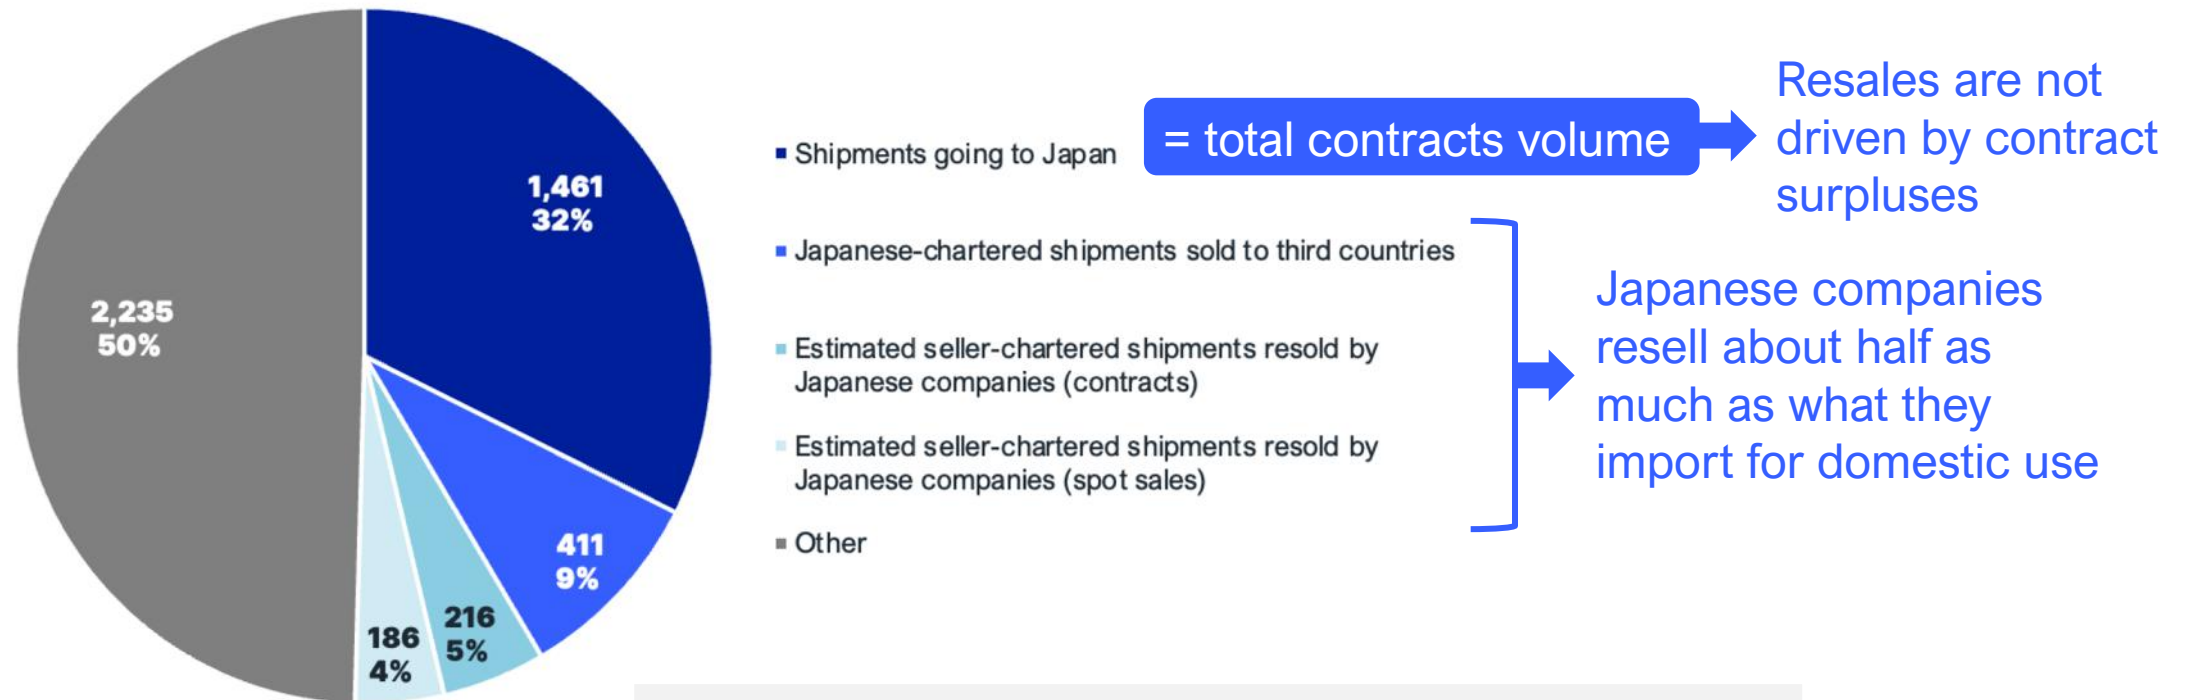 1,461
32%
411
9%
216
5%
186
4%
2,235
50%
Shipments going to Japan
Japanese-chartered shipments sold to third countries
Estimated seller-chartered shipments resold by
Japanese companies (contracts)
Estimated seller-chartered shipments resold by
Japanese companies (spot sales)
Other
= total contracts volume
Resales are not
driven by contract
surpluses
Japanese companies
resell about half as
much as what they
import for domestic use